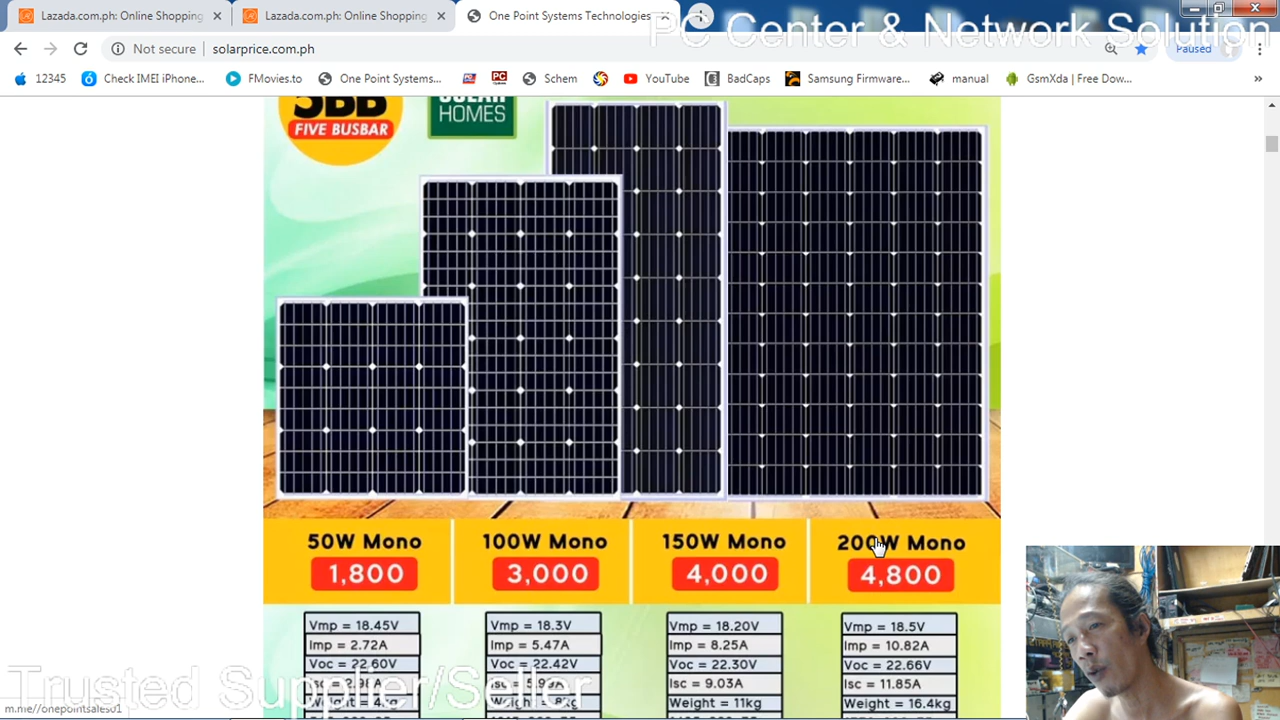 Lazada.com.ph: Online Shopping
Lazada.com.ph: Online Shopping
One Point Systems Technologies
PC Center & Network Solution
Not secure
solarprice.com.ph
Paused
12345
Check IMEI iPhone...
FMovies.to
One Point Systems...
Schem
YouTube
BadCaps
Samsung Firmware...
manual
GsmXda | Free Dow...
»
5BB
FIVE BUSBAR
SOLAR
HOMES
50W Mono
1,800
100W Mono
3,000
150W Mono
4,000
200W Mono
4,800
Vmp = 18.45V
Imp = 2.72A
Voc = 22.60V
Isc = 2.98A
Vmp = 18.3V
Imp = 5.47A
Voc = 22.42V
Vmp = 18.20V
Imp = 8.25A
Voc = 22.30V
Isc = 9.03A
Weight = 11kg
Vmp = 18.5V
Imp = 10.82A
Voc = 22.66V
Isc = 11.85A
Weight = 16.4kg
Trusted Supplier/Seller
m.me//onepointsales01